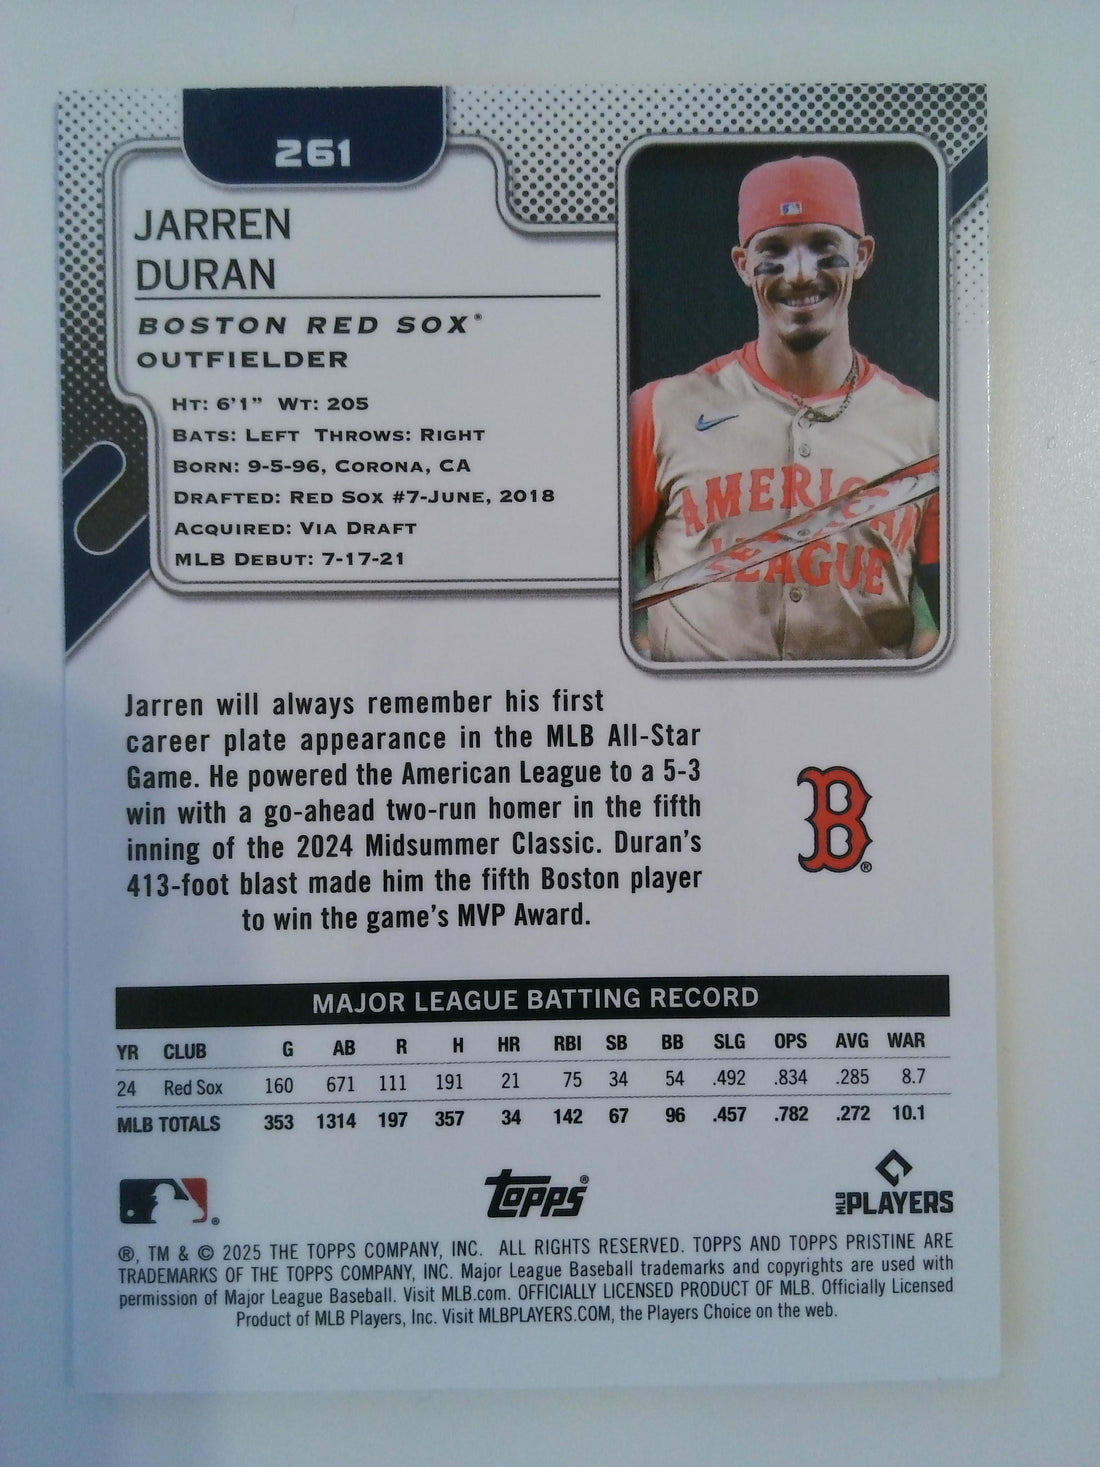 261
JARREN
DURAN
BOSTON RED SOX®
OUTFIELDER
HT: 6'1" WT: 205
BATS: LEFT THROWS: RIGHT
BORN: 9-5-96, CORONA, CA
DRAFTED: RED SOX #7-JUNE, 2018
ACQUIRED: VIA DRAFT
MLB DEBUT: 7-17-21
AMERICAN
LEAGUE
Jarren will always remember his first
career plate appearance in the MLB All-Star
Game. He powered the American League to a 5-3
win with a go-ahead two-run homer in the fifth
inning of the 2024 Midsummer Classic. Duran's
413-foot blast made him the fifth Boston player
to win the game's MVP Award.
B®
MAJOR LEAGUE BATTING RECORD
YR CLUB G AB R H HR RBI SB BB SLG OPS AVG WAR
24 Red Sox 160 671 111 191 21 75 34 54 .492 .834 .285 8.7
MLB TOTALS 353 1314 197 357 34 142 67 96 .457 .782 .272 10.1
® Topps® MLB PLAYERS
®, TM & © 2025 THE TOPPS COMPANY, INC. ALL RIGHTS RESERVED. TOPPS AND TOPPS PRISTINE ARE
TRADEMARKS OF THE TOPPS COMPANY, INC. Major League Baseball trademarks and copyrights are used with
permission of Major League Baseball. Visit MLB.com. OFFICIALLY LICENSED PRODUCT OF MLB. Officially Licensed
Product of MLB Players, Inc. Visit MLBPLAYERS.COM, the Players Choice on the web.